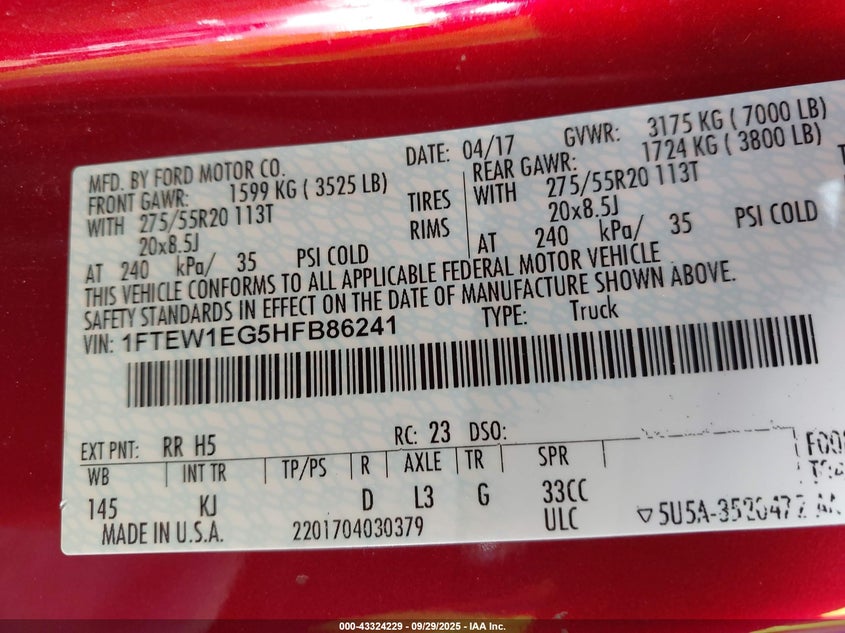 MFD. BY FORD MOTOR CO. DATE: 04/17 GVWR: 3175 KG ( 7000 LB)
FRONT GAWR: 1599 KG ( 3525 LB) REAR GAWR: 1724 KG ( 3800 LB)
WITH 275/55R20 113T TIRES WITH 275/55R20 113T
20x8.5J RIMS 20x8.5J
AT 240 kPa/ 35 PSI COLD AT 240 kPa/ 35 PSI COLD
THIS VEHICLE CONFORMS TO ALL APPLICABLE FEDERAL MOTOR VEHICLE
SAFETY STANDARDS IN EFFECT ON THE DATE OF MANUFACTURE SHOWN ABOVE.
VIN: 1FTEW1EG5HFB86241 TYPE: Truck
EXT PNT: RR H5 RC: 23 DSO:
WB INT TR TP/PS R AXLE TR SPR
145 KJ D L3 G 33CC
ULC
MADE IN U.S.A. 2201704030379
000-43324229 - 09/29/2025 - IAA Inc.